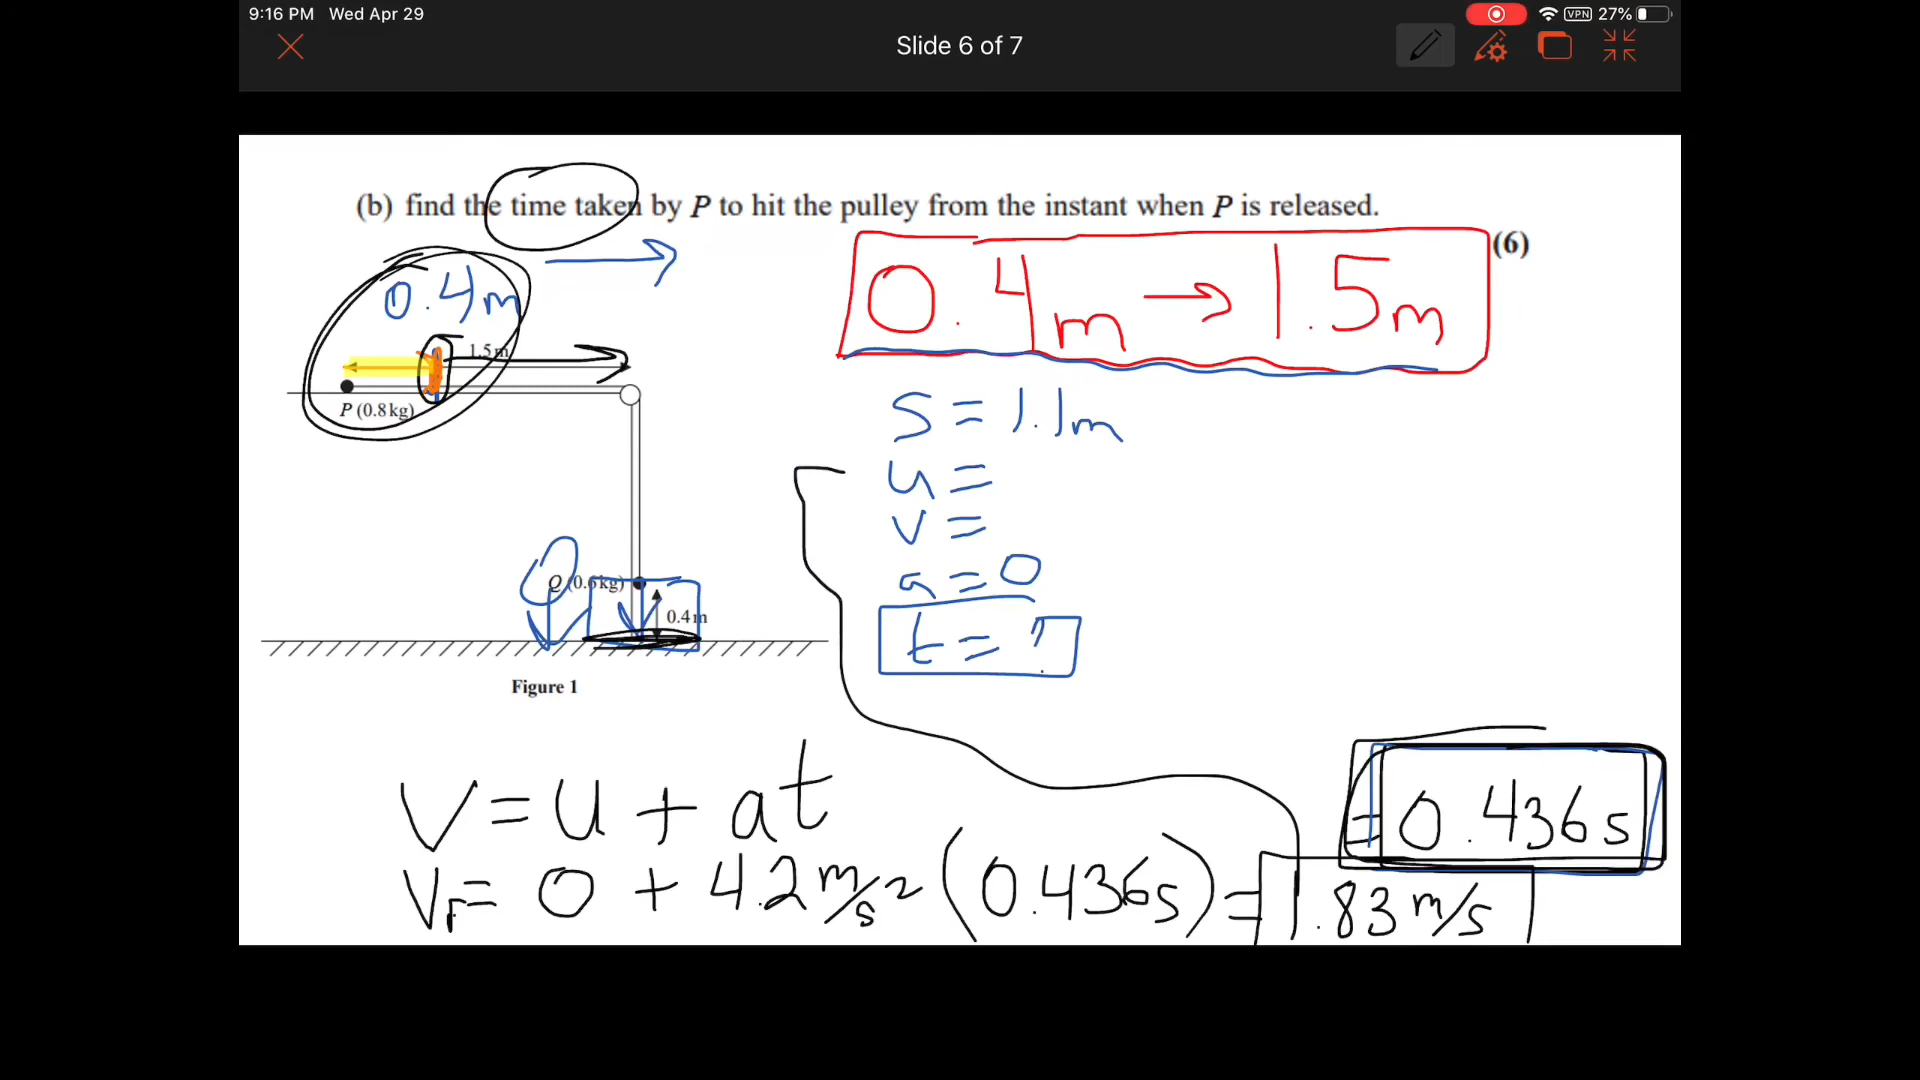 9:16 PM Wed Apr 29
VPN 27%
Slide 6 of 7
(b) find the time taken by P to hit the pulley from the instant when P is released.
(6)
0.4m
0.4m → 1.5m
1.5m
P (0.8kg)
S = 1.1m
u =
v =
a = 0
t = ?
Q
Q (0.6kg)
0.4m
Figure 1
V = u + at
= 0.436s
Vf = 0 + 4.2 m/s² (0.436s) = 1.83 m/s